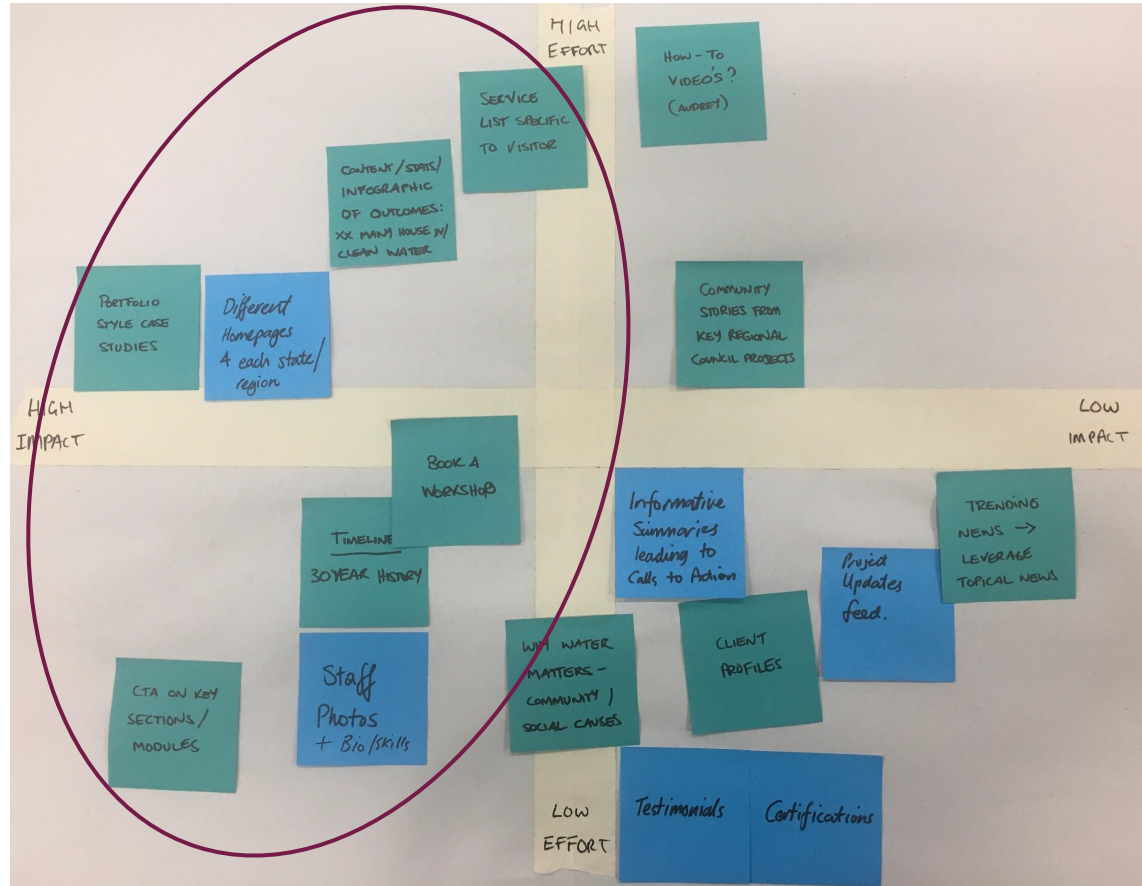 HIGH
EFFORT
HOW-TO
VIDEO'S?
(AUDREY)
SERVICE
LIST SPECIFIC
TO VISITOR
CONTENT/STATS/
INFOGRAPHIC
OF OUTCOMES:
XX MANY HOUSE W/
CLEAN WATER
PORTFOLIO
STYLE CASE
STUDIES
Different
Homepages
4 each state/
region
COMMUNITY
STORIES FROM
KEY REGIONAL
COUNCIL PROJECTS
HIGH
IMPACT
LOW
IMPACT
BOOK A
WORKSHOP
TIMELINE
30 YEAR HISTORY
Informative
Summaries
leading to
Calls to Action
TRENDING
NEWS →
LEVERAGE
TOPICAL NEWS
Project
Updates
feed.
CTA ON KEY
SECTIONS/
MODULES
Staff
Photos
+ Bio/skills
WHY WATER
MATTERS-
COMMUNITY/
SOCIAL CAUSES
CLIENT
PROFILES
LOW
EFFORT
Testimonials
Certifications